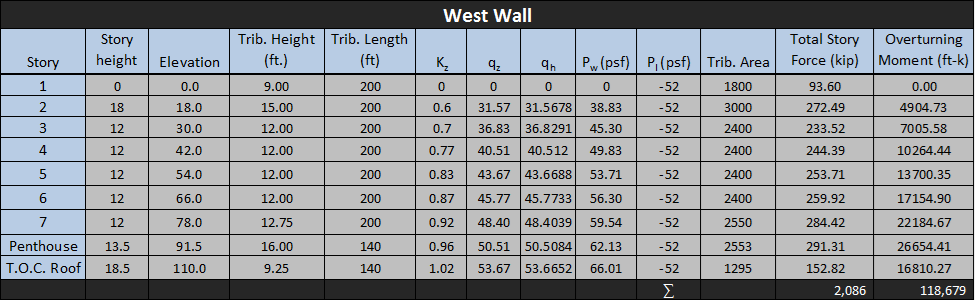 West Wall
Story Story height Elevation Trib. Height (ft.) Trib. Length (ft) Kz qz qh Pw (psf) Pl (psf) Trib. Area Total Story Force (kip) Overturning Moment (ft-k)
1 0 0.0 9.00 200 0 0 0 0 -52 1800 93.60 0.00
2 18 18.0 15.00 200 0.6 31.57 31.5678 38.83 -52 3000 272.49 4904.73
3 12 30.0 12.00 200 0.7 36.83 36.8291 45.30 -52 2400 233.52 7005.58
4 12 42.0 12.00 200 0.77 40.51 40.512 49.83 -52 2400 244.39 10264.44
5 12 54.0 12.00 200 0.83 43.67 43.6688 53.71 -52 2400 253.71 13700.35
6 12 66.0 12.00 200 0.87 45.77 45.7733 56.30 -52 2400 259.92 17154.90
7 12 78.0 12.75 200 0.92 48.40 48.4039 59.54 -52 2550 284.42 22184.67
Penthouse 13.5 91.5 16.00 140 0.96 50.51 50.5084 62.13 -52 2553 291.31 26654.41
T.O.C. Roof 18.5 110.0 9.25 140 1.02 53.67 53.6652 66.01 -52 1295 152.82 16810.27
∑ 2,086 118,679